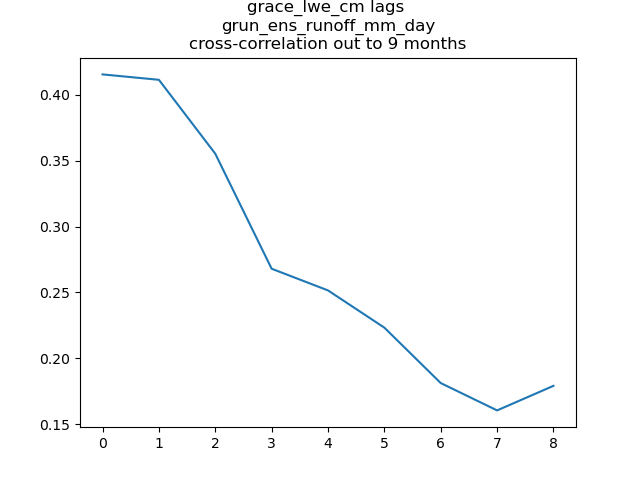 grace_lwe_cm lags
grun_ens_runoff_mm_day
cross-correlation out to 9 months
0.40
0.35
0.30
0.25
0.20
0.15
0 1 2 3 4 5 6 7 8